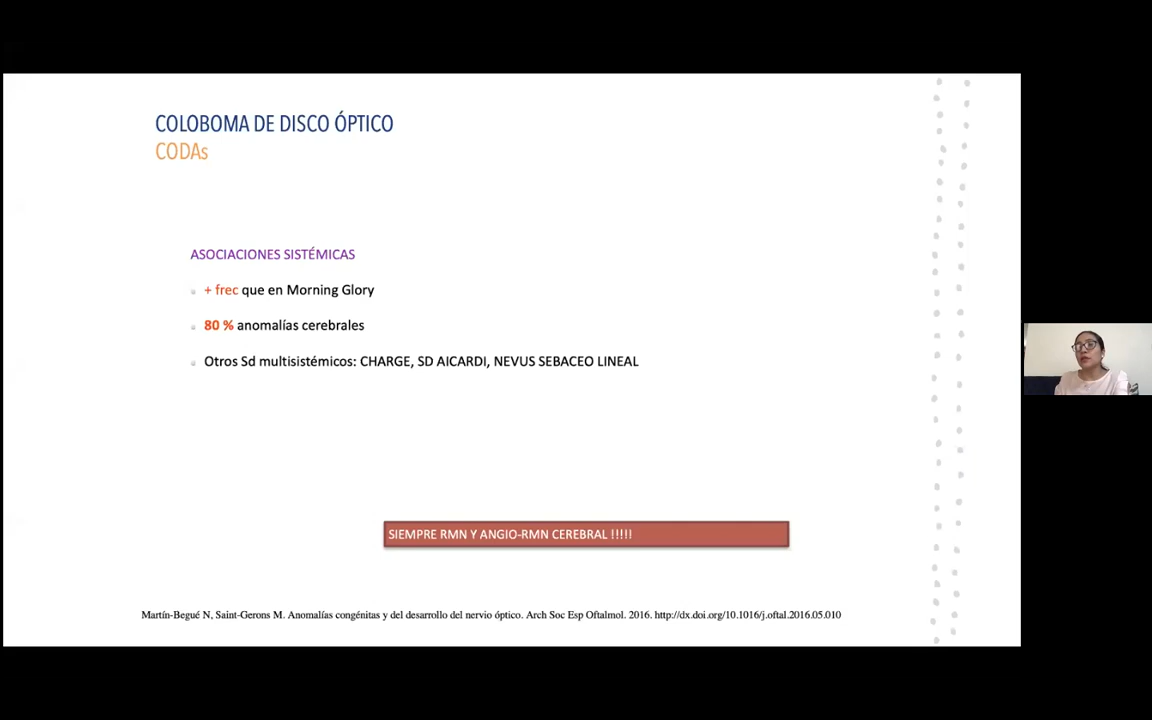 COLOBOMA DE DISCO ÓPTICO
CODAs
ASOCIACIONES SISTÉMICAS
+ frec que en Morning Glory
80 % anomalías cerebrales
Otros Sd multisistémicos: CHARGE, SD AICARDI, NEVUS SEBACEO LINEAL
SIEMPRE RMN Y ANGIO-RMN CEREBRAL !!!!!
Martín-Begué N, Saint-Gerons M. Anomalías congénitas y del desarrollo del nervio óptico. Arch Soc Esp Oftalmol. 2016. http://dx.doi.org/10.1016/j.oftal.2016.05.010